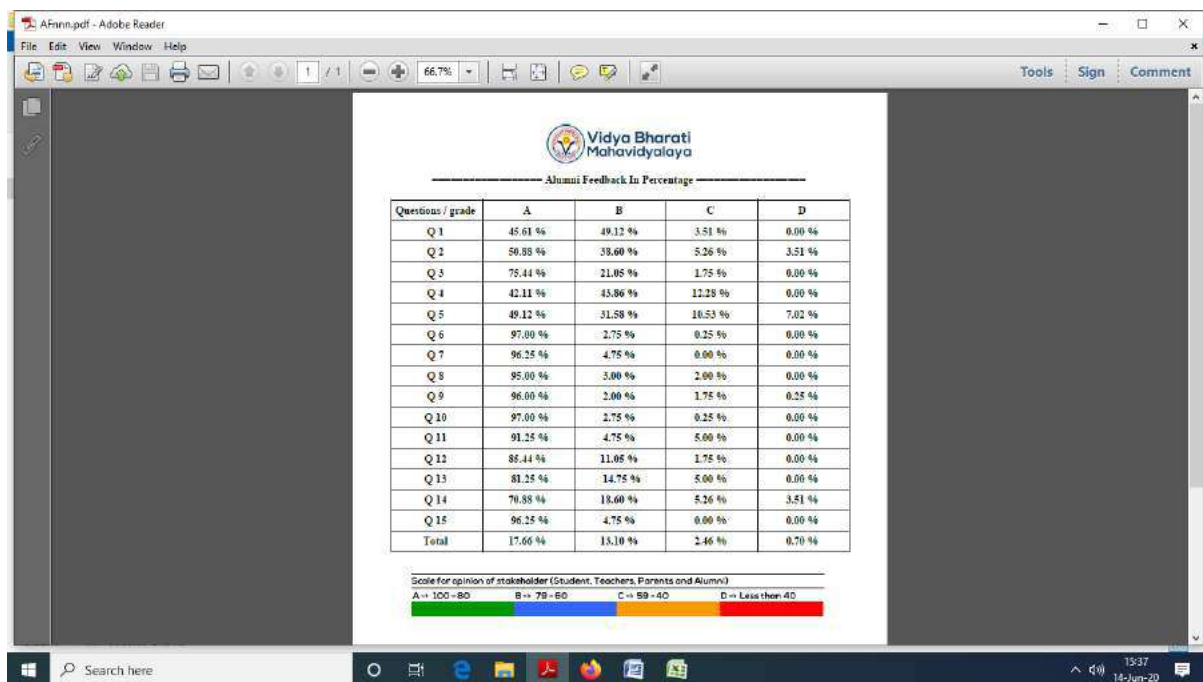 AFnnn.pdf - Adobe Reader
File Edit View Window Help
1 / 1 66.7% Tools Sign Comment
Vidya Bharati
Mahavidyalaya
Alumni Feedback In Percentage
Questions / grade A B C D
Q 1 45.61 % 49.12 % 3.51 % 0.00 %
Q 2 50.88 % 38.60 % 5.26 % 3.51 %
Q 3 75.44 % 21.05 % 1.75 % 0.00 %
Q 4 42.11 % 43.86 % 12.28 % 0.00 %
Q 5 49.12 % 31.58 % 10.53 % 7.02 %
Q 6 97.00 % 2.75 % 0.25 % 0.00 %
Q 7 96.25 % 4.75 % 0.00 % 0.00 %
Q 8 95.00 % 3.00 % 2.00 % 0.00 %
Q 9 96.00 % 2.00 % 1.75 % 0.25 %
Q 10 97.00 % 2.75 % 0.25 % 0.00 %
Q 11 91.25 % 4.75 % 5.00 % 0.00 %
Q 12 85.44 % 11.05 % 1.75 % 0.00 %
Q 13 81.25 % 14.75 % 5.00 % 0.00 %
Q 14 70.88 % 18.60 % 5.26 % 3.51 %
Q 15 96.25 % 4.75 % 0.00 % 0.00 %
Total 17.66 % 13.10 % 2.46 % 0.70 %
Scale for opinion of stakeholder (Student, Teachers, Parents and Alumni)
A → 100 - 80 B → 79 - 60 C → 59 - 40 D → Less than 40
Search here
15:37
14-Jun-20